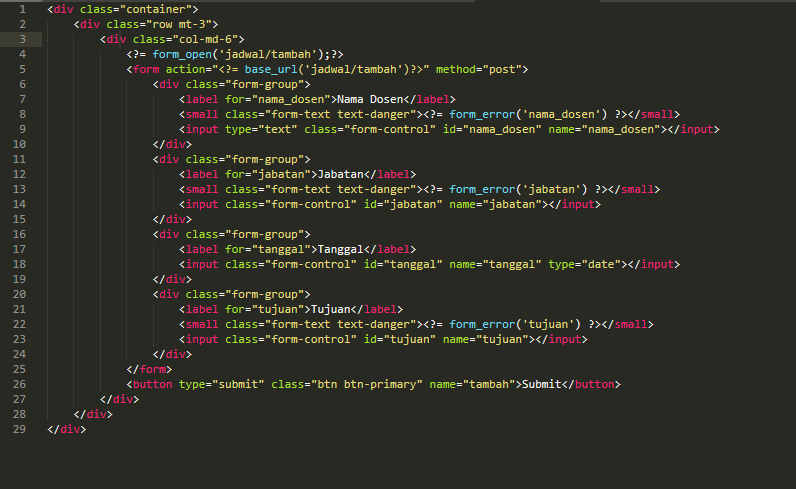 1 <div class="container">
2 <div class="row mt-3">
3 <div class="col-md-6">
4 <?= form_open('jadwal/tambah');?>
5 <form action="<?= base_url('jadwal/tambah')?>" method="post">
6 <div class="form-group">
7 <label for="nama_dosen">Nama Dosen</label>
8 <small class="form-text text-danger"><?= form_error('nama_dosen') ?></small>
9 <input type="text" class="form-control" id="nama_dosen" name="nama_dosen"></input>
10 </div>
11 <div class="form-group">
12 <label for="jabatan">Jabatan</label>
13 <small class="form-text text-danger"><?= form_error('jabatan') ?></small>
14 <input class="form-control" id="jabatan" name="jabatan"></input>
15 </div>
16 <div class="form-group">
17 <label for="tanggal">Tanggal</label>
18 <input class="form-control" id="tanggal" name="tanggal" type="date"></input>
19 </div>
20 <div class="form-group">
21 <label for="tujuan">Tujuan</label>
22 <small class="form-text text-danger"><?= form_error('tujuan') ?></small>
23 <input class="form-control" id="tujuan" name="tujuan"></input>
24 </div>
25 </form>
26 <button type="submit" class="btn btn-primary" name="tambah">Submit</button>
27 </div>
28 </div>
29 </div>